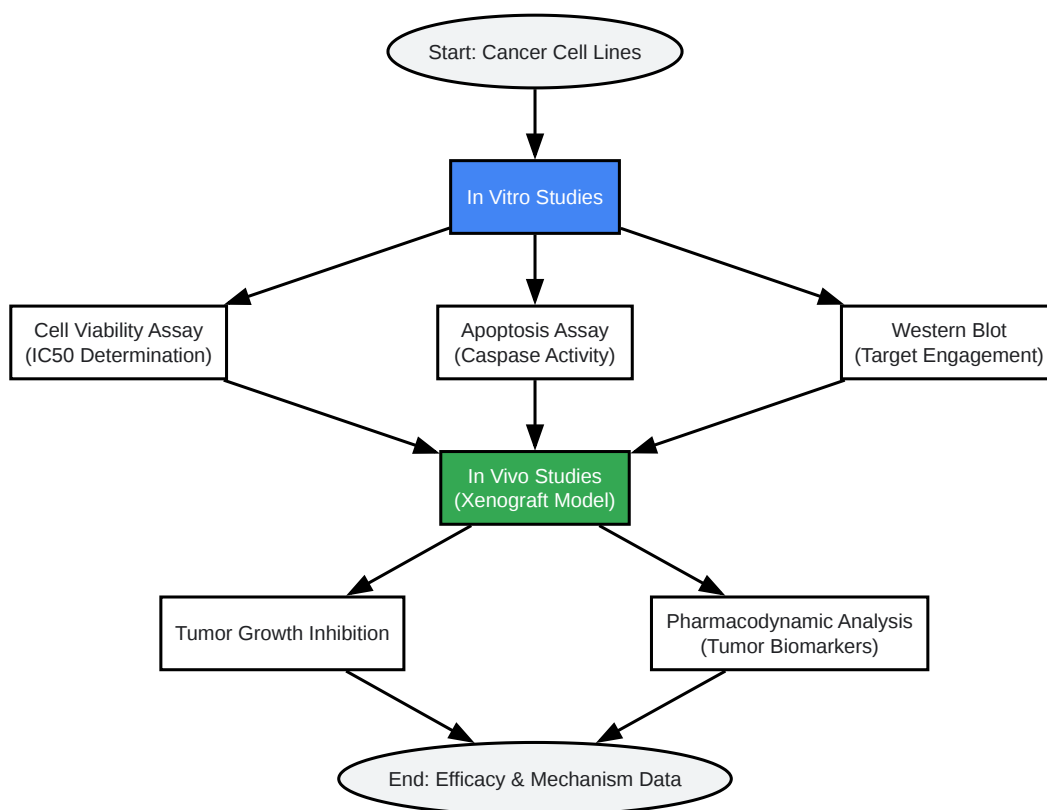 Start: Cancer Cell Lines
In Vitro Studies
Cell Viability Assay
(IC50 Determination)
Apoptosis Assay
(Caspase Activity)
Western Blot
(Target Engagement)
In Vivo Studies
(Xenograft Model)
Tumor Growth Inhibition
Pharmacodynamic Analysis
(Tumor Biomarkers)
End: Efficacy & Mechanism Data